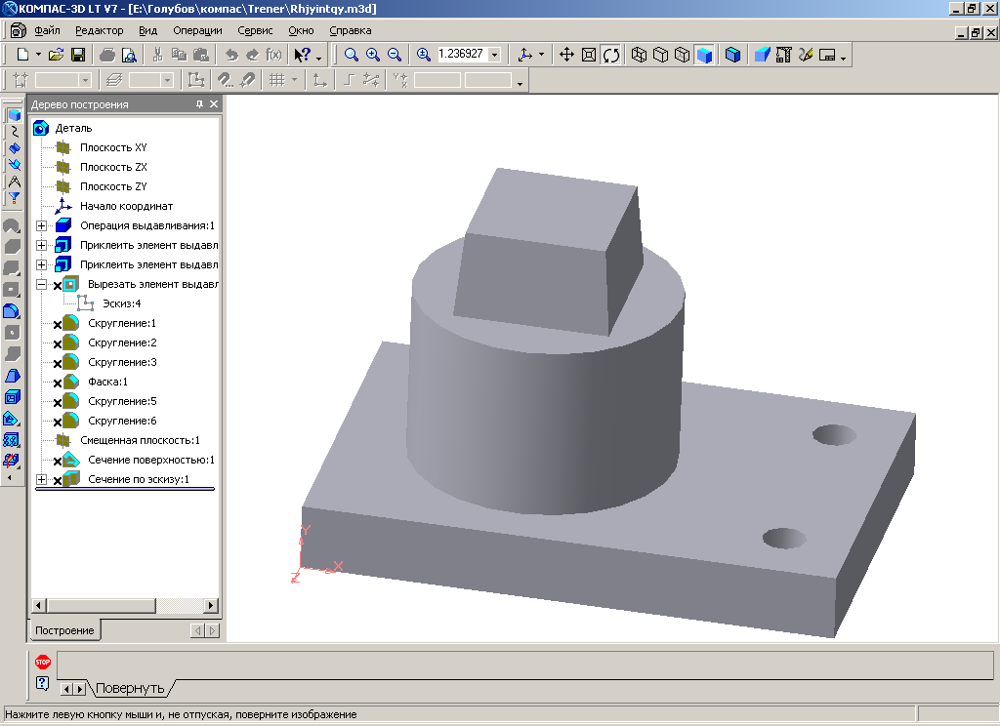 КОМПАС-3D LT V7 - [E:\Голубов\компас\Trener\Rhjyintqy.m3d]
Файл Редактор Вид Операции Сервис Окно Справка
f(x) 1.236927
Дерево построения
Деталь
Плоскость XY
Плоскость ZX
Плоскость ZY
Начало координат
Операция выдавливания:1
Приклеить элемент выдавл
Приклеить элемент выдавл
Вырезать элемент выдавл
Эскиз:4
Скругление:1
Скругление:2
Скругление:3
Фаска:1
Скругление:5
Скругление:6
Смещенная плоскость:1
Сечение поверхностью:1
Сечение по эскизу:1
Y
X
Z
Построение
STOP
Повернуть
Нажмите левую кнопку мыши и, не отпуская, поверните изображение